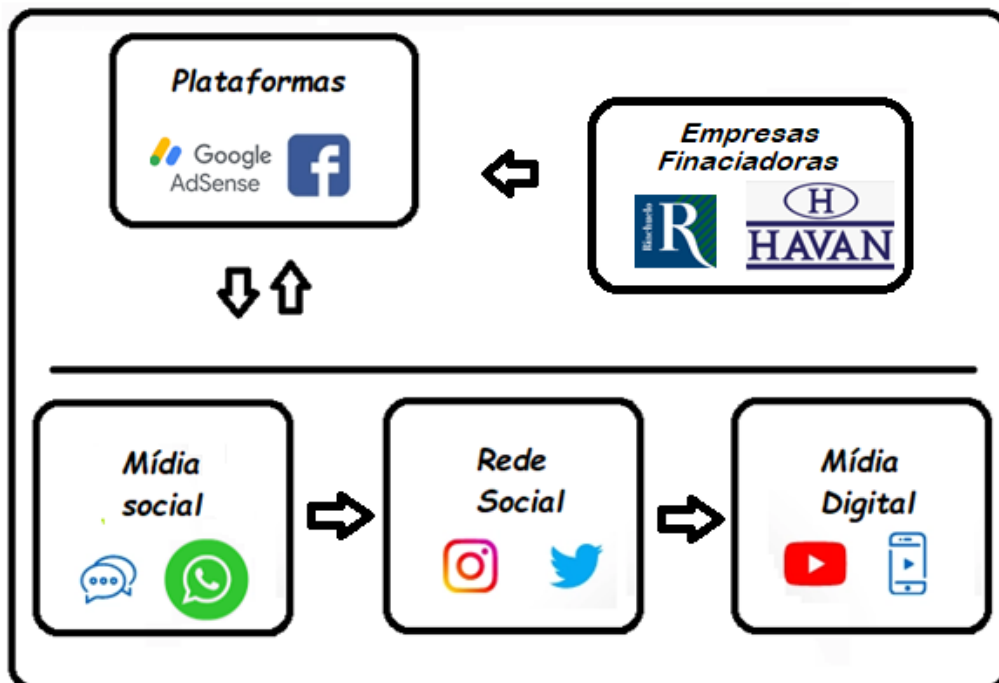 Plataformas
Google
AdSense
f
Empresas
Finaciadoras
Riachuelo
R
H
HAVAN
Mídia
social
Rede
Social
Mídia
Digital